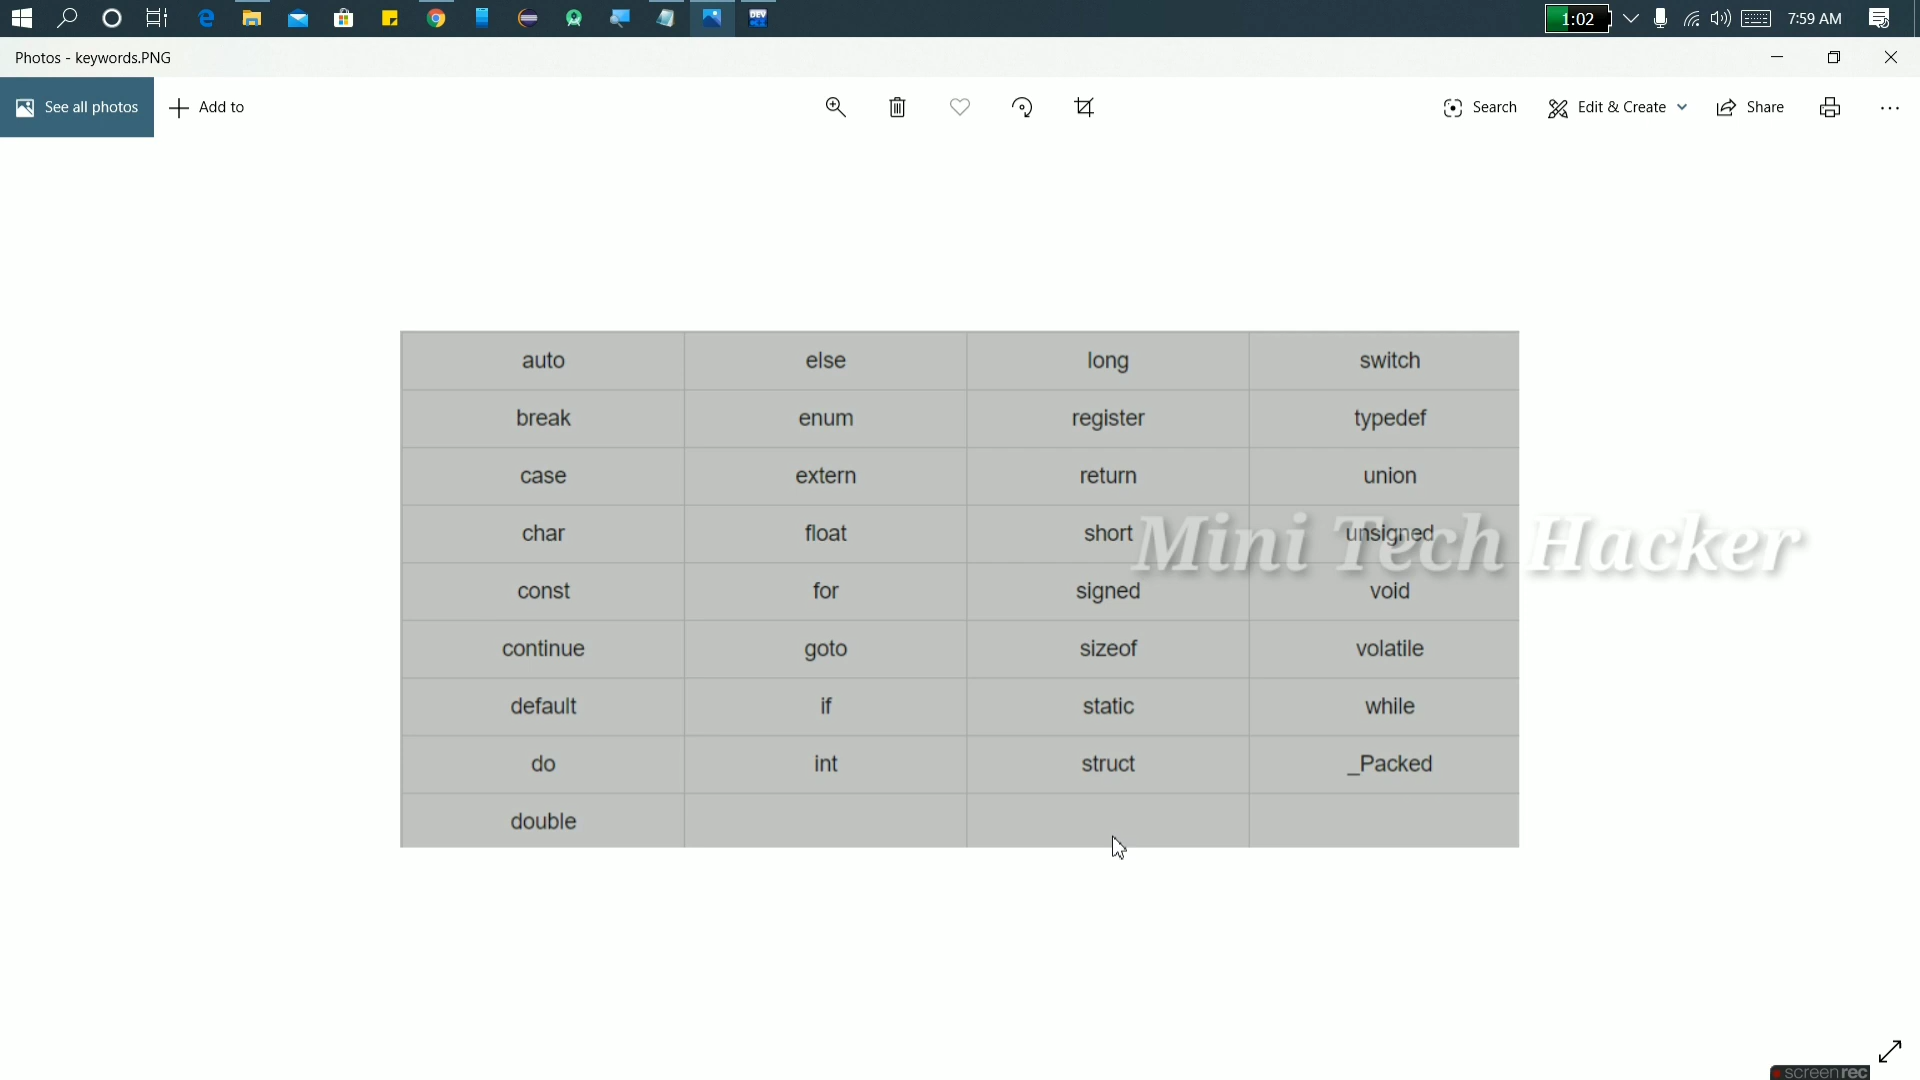 1:02 7:59 AM
Photos - keywords.PNG
See all photos Add to Search Edit & Create Share
auto else long switch
break enum register typedef
case extern return union
char float short unsigned
Mini Tech Hacker
const for signed void
continue goto sizeof volatile
default if static while
do int struct _Packed
double
screenrec